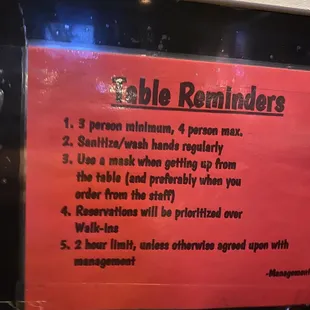 Table Reminders
1. 3 person minimum, 4 person max.
2. Sanitize/wash hands regularly
3. Use a mask when getting up from
the table (and preferably when you
order from the staff)
4. Reservations will be prioritized over
Walk-ins
5. 2 hour limit, unless otherwise agreed upon with
management
-Management